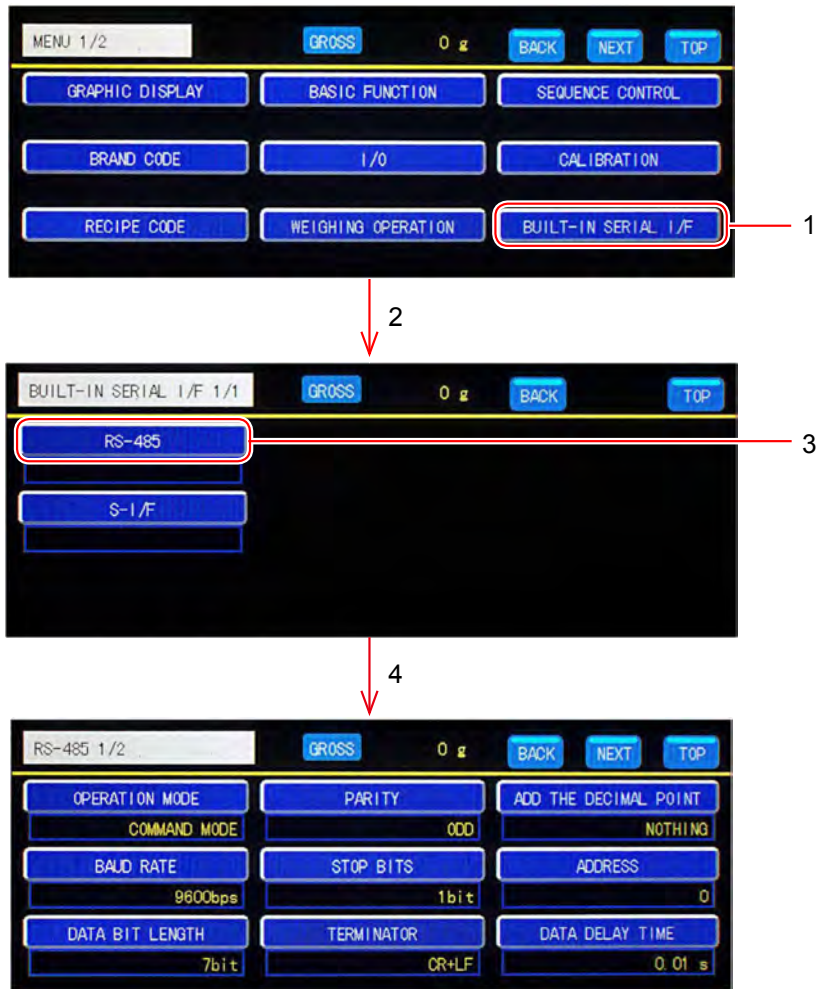 MENU 1/2 GROSS 0 g BACK NEXT TOP
GRAPHIC DISPLAY BASIC FUNCTION SEQUENCE CONTROL
BRAND CODE I/O CALIBRATION
RECIPE CODE WEIGHING OPERATION BUILT-IN SERIAL I/F 1
2
BUILT-IN SERIAL I/F 1/1 GROSS 0 g BACK TOP
RS-485 3
S-I/F
4
RS-485 1/2 GROSS 0 g BACK NEXT TOP
OPERATION MODE PARITY ADD THE DECIMAL POINT
COMMAND MODE ODD NOTHING
BAUD RATE STOP BITS ADDRESS
9600bps 1bit 0
DATA BIT LENGTH TERMINATOR DATA DELAY TIME
7bit CR+LF 0.01 s